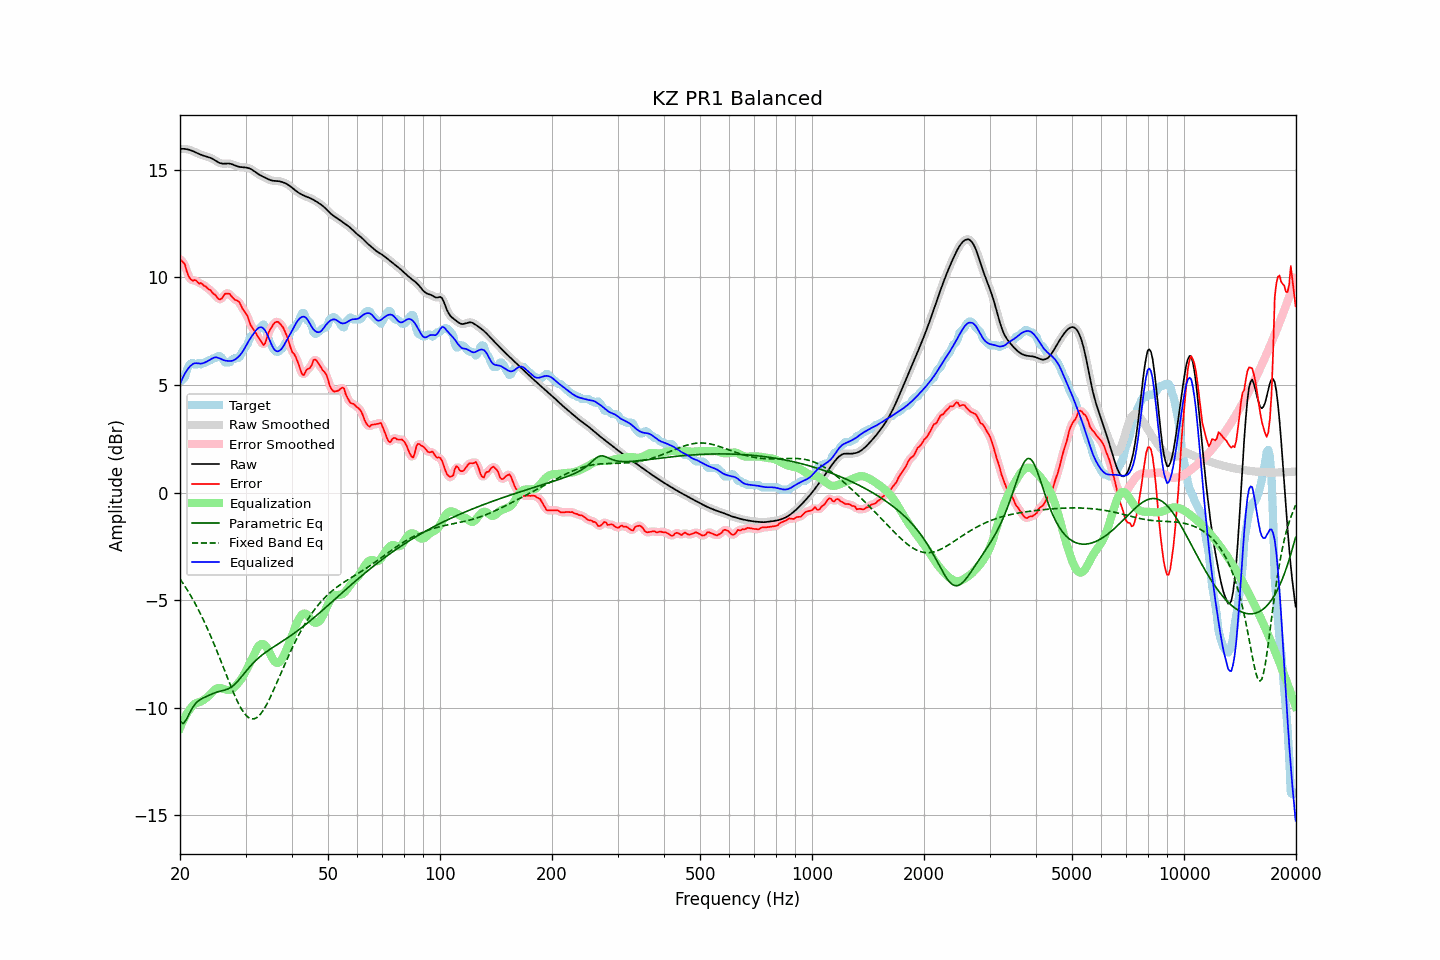 KZ PR1 Balanced
Amplitude (dBr)
15
10
5
0
−5
−10
−15
Target
Raw Smoothed
Error Smoothed
Raw
Error
Equalization
Parametric Eq
Fixed Band Eq
Equalized
20
50
100
200
500
1000
2000
5000
10000
20000
Frequency (Hz)